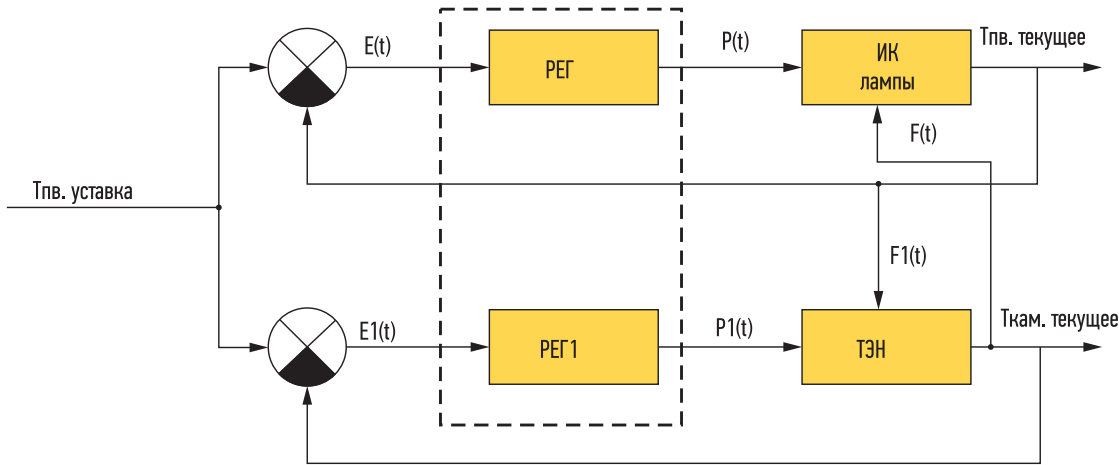 E(t)
РЕГ
P(t)
ИК
лампы
Тпв. текущее
F(t)
Тпв. уставка
F1(t)
E1(t)
РЕГ1
P1(t)
ТЭН
Ткам. текущее